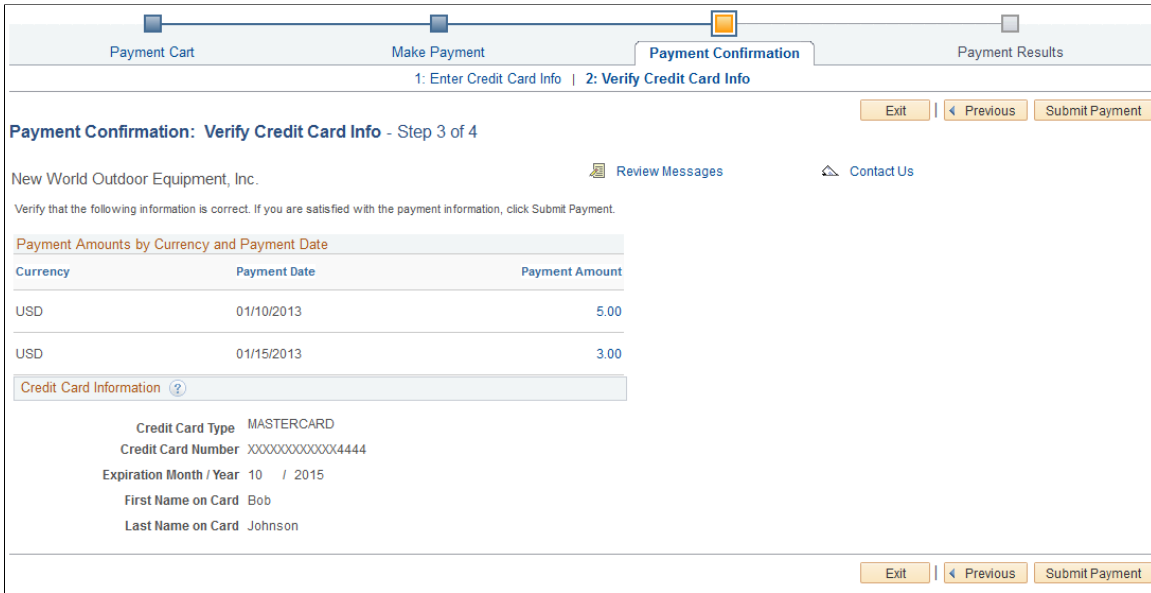 Payment Cart Make Payment Payment Confirmation Payment Results
1: Enter Credit Card Info | 2: Verify Credit Card Info
Exit | Previous Submit Payment
Payment Confirmation: Verify Credit Card Info - Step 3 of 4
New World Outdoor Equipment, Inc. Review Messages Contact Us
Verify that the following information is correct. If you are satisfied with the payment information, click Submit Payment.
Payment Amounts by Currency and Payment Date
Currency Payment Date Payment Amount
USD 01/10/2013 5.00
USD 01/15/2013 3.00
Credit Card Information ?
Credit Card Type MASTERCARD
Credit Card Number XXXXXXXXXXXX4444
Expiration Month / Year 10 / 2015
First Name on Card Bob
Last Name on Card Johnson
Exit | Previous Submit Payment